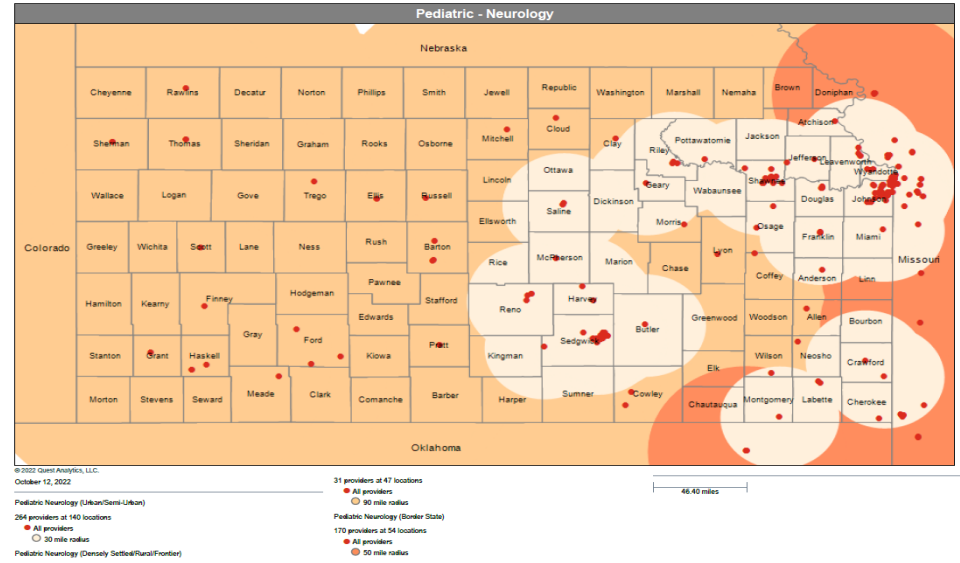 Pediatric - Neurology
Nebraska
Cheyenne Rawlins Decatur Norton Phillips Smith Jewell Republic Washington Marshall Nemaha Brown Doniphan
Atchison
Sherman Thomas Sheridan Graham Rooks Osborne Mitchell Cloud Clay Riley Pottawatomie Jackson
Jefferson Leavenworth
Wyandotte
Wallace Logan Gove Trego Ellis Russell Lincoln Ottawa Geary Wabaunsee Shawnee
Saline Dickinson Douglas Johnson
Ellsworth Morris Osage
Colorado Greeley Wichita Scott Lane Ness Rush Barton McPherson Marion Lyon Franklin Miami
Rice Chase Missouri
Hamilton Kearny Finney Hodgeman Pawnee Stafford Reno Harvey Coffey Anderson Linn
Gray Ford Edwards Sedgwick Butler Greenwood Woodson Allen Bourbon
Stanton Grant Haskell Kiowa Pratt Kingman Elk Wilson Neosho Crawford
Morton Stevens Seward Meade Clark Comanche Barber Harper Sumner Cowley Chautauqua Montgomery Labette Cherokee
Oklahoma
© 2022 Quest Analytics, LLC.
October 12, 2022
Pediatric Neurology (Urban/Semi-Urban)
264 providers at 140 locations
All providers
30 mile radius
Pediatric Neurology (Densely Settled/Rural/Frontier)
31 providers at 47 locations
All providers
90 mile radius
Pediatric Neurology (Border State)
170 providers at 54 locations
All providers
50 mile radius
46.40 miles